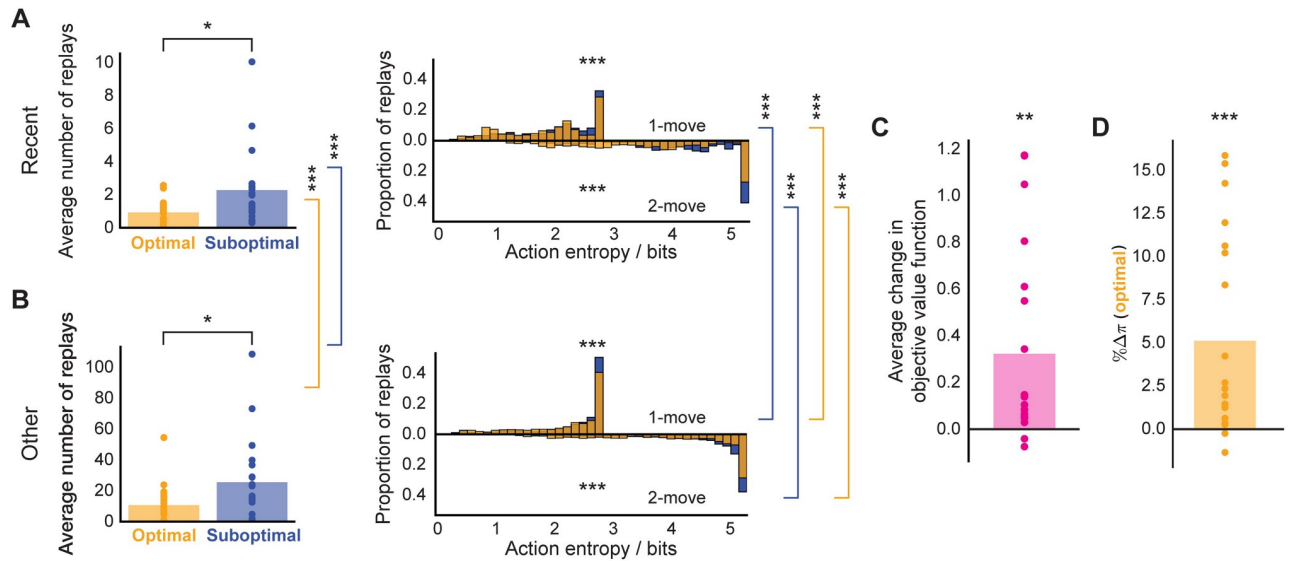 A
Recent
Average number of replays
10
8
6
4
2
0
*
Optimal
Suboptimal
***
***
Proportion of replays
0.4
0.2
0.0
0.2
0.4
***
1-move
***
2-move
0
1
2
3
4
5
Action entropy / bits
***
***
***
***
B
Other
Average number of replays
100
80
60
40
20
0
*
Optimal
Suboptimal
Proportion of replays
0.4
0.2
0.0
0.2
0.4
***
1-move
***
2-move
0
1
2
3
4
5
Action entropy / bits
C
**
Average change in
objective value function
1.2
1.0
0.8
0.6
0.4
0.2
0.0
D
***
%Δπ (optimal)
15.0
12.5
10.0
7.5
5.0
2.5
0.0